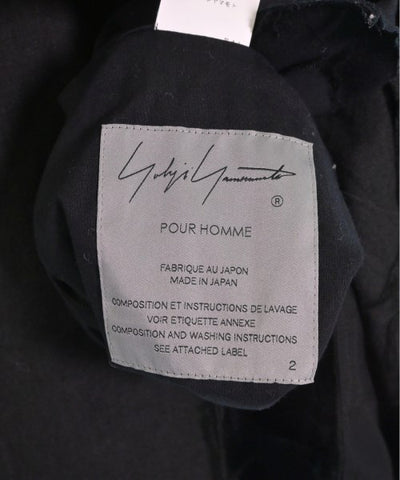 Yohji Yamamoto
®
POUR HOMME
FABRIQUE AU JAPON
MADE IN JAPAN
COMPOSITION ET INSTRUCTIONS DE LAVAGE
VOIR ETIQUETTE ANNEXE
COMPOSITION AND WASHING INSTRUCTIONS
SEE ATTACHED LABEL
2